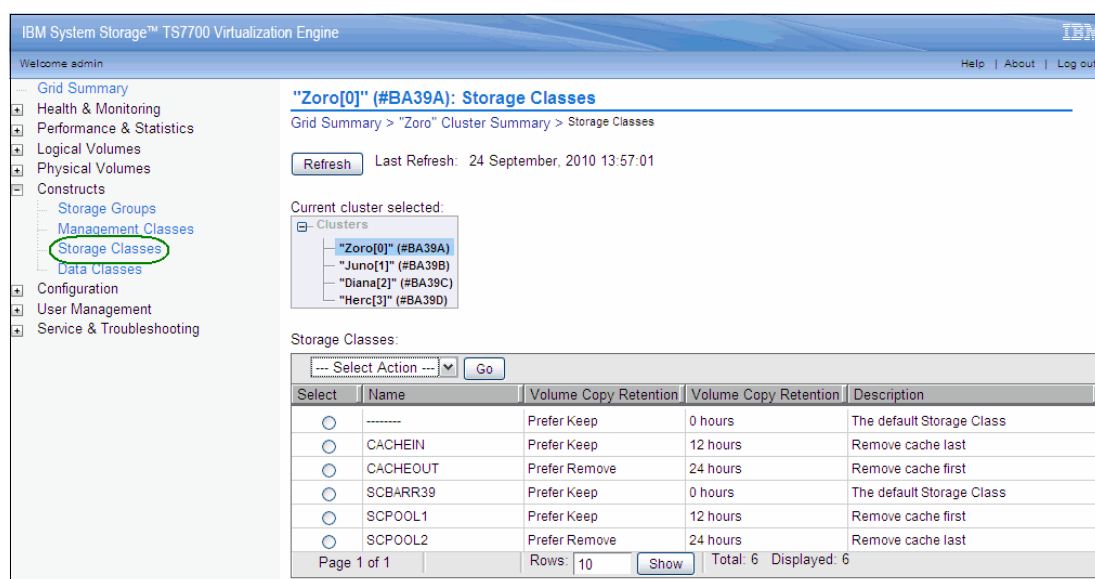 IBM System Storage™ TS7700 Virtualization Engine
IBM
Welcome admin
Help | About | Log out
Grid Summary
Health & Monitoring
Performance & Statistics
Logical Volumes
Physical Volumes
Constructs
Storage Groups
Management Classes
Storage Classes
Data Classes
Configuration
User Management
Service & Troubleshooting
"Zoro[0]" (#BA39A): Storage Classes
Grid Summary > "Zoro" Cluster Summary > Storage Classes
Refresh Last Refresh: 24 September, 2010 13:57:01
Current cluster selected:
Clusters
"Zoro[0]" (#BA39A)
"Juno[1]" (#BA39B)
"Diana[2]" (#BA39C)
"Herc[3]" (#BA39D)
Storage Classes:
--- Select Action --- Go
Select Name Volume Copy Retention Volume Copy Retention Description
-------- Prefer Keep 0 hours The default Storage Class
CACHEIN Prefer Keep 12 hours Remove cache last
CACHEOUT Prefer Remove 24 hours Remove cache first
SCBARR39 Prefer Keep 0 hours The default Storage Class
SCPOOL1 Prefer Keep 12 hours Remove cache first
SCPOOL2 Prefer Remove 24 hours Remove cache last
Page 1 of 1 Rows: 10 Show Total: 6 Displayed: 6